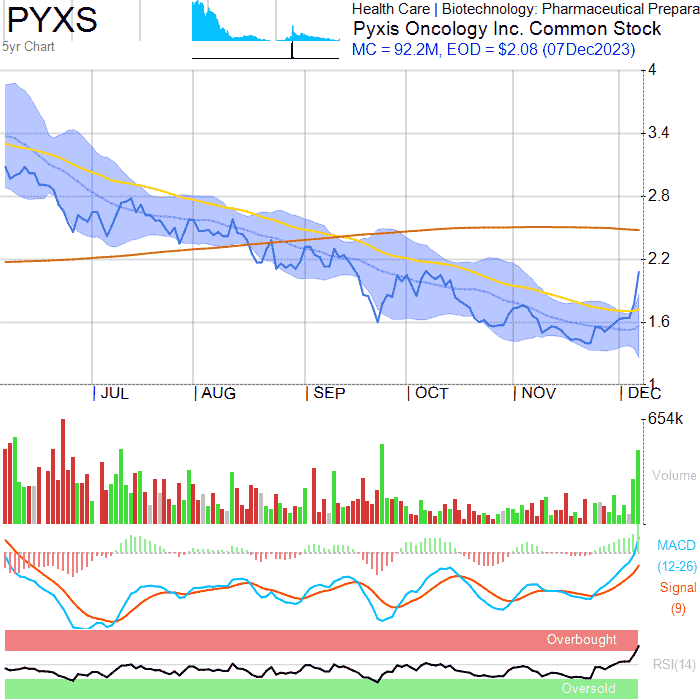 PYXS
5yr Chart
Health Care | Biotechnology: Pharmaceutical Prepara
Pyxis Oncology Inc. Common Stock
MC = 92.2M, EOD = $2.08 (07Dec2023)
4
3.4
2.8
2.2
1.6
1
JUL AUG SEP OCT NOV DEC
654k
Volume
MACD
(12-26)
Signal
(9)
Overbought
RSI(14)
Oversold